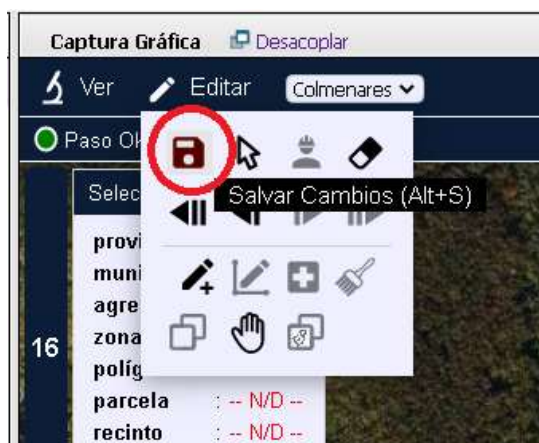 Captura Gráfica Desacoplar
Ver Editar Colmenares
Paso
Salvar Cambios (Alt+S)
Selec
provi
muni
agre
16 zona
políg
parcela : -- N/D --
recinto : -- N/D --